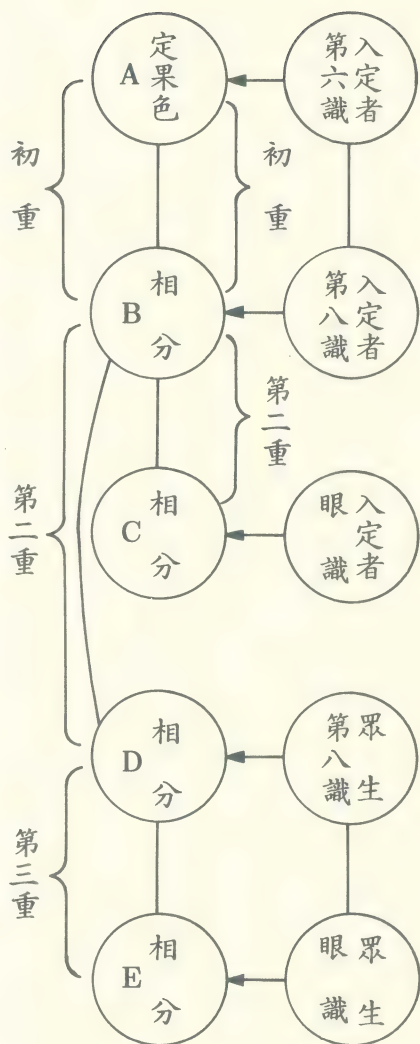 入定者
第六識
定果色
A
初重
初重
入定者
第八識
相分
B
第二重
第二重
入定者
眼識
相分
C
眾生
第八識
相分
D
第三重
眾生
眼識
相分
E